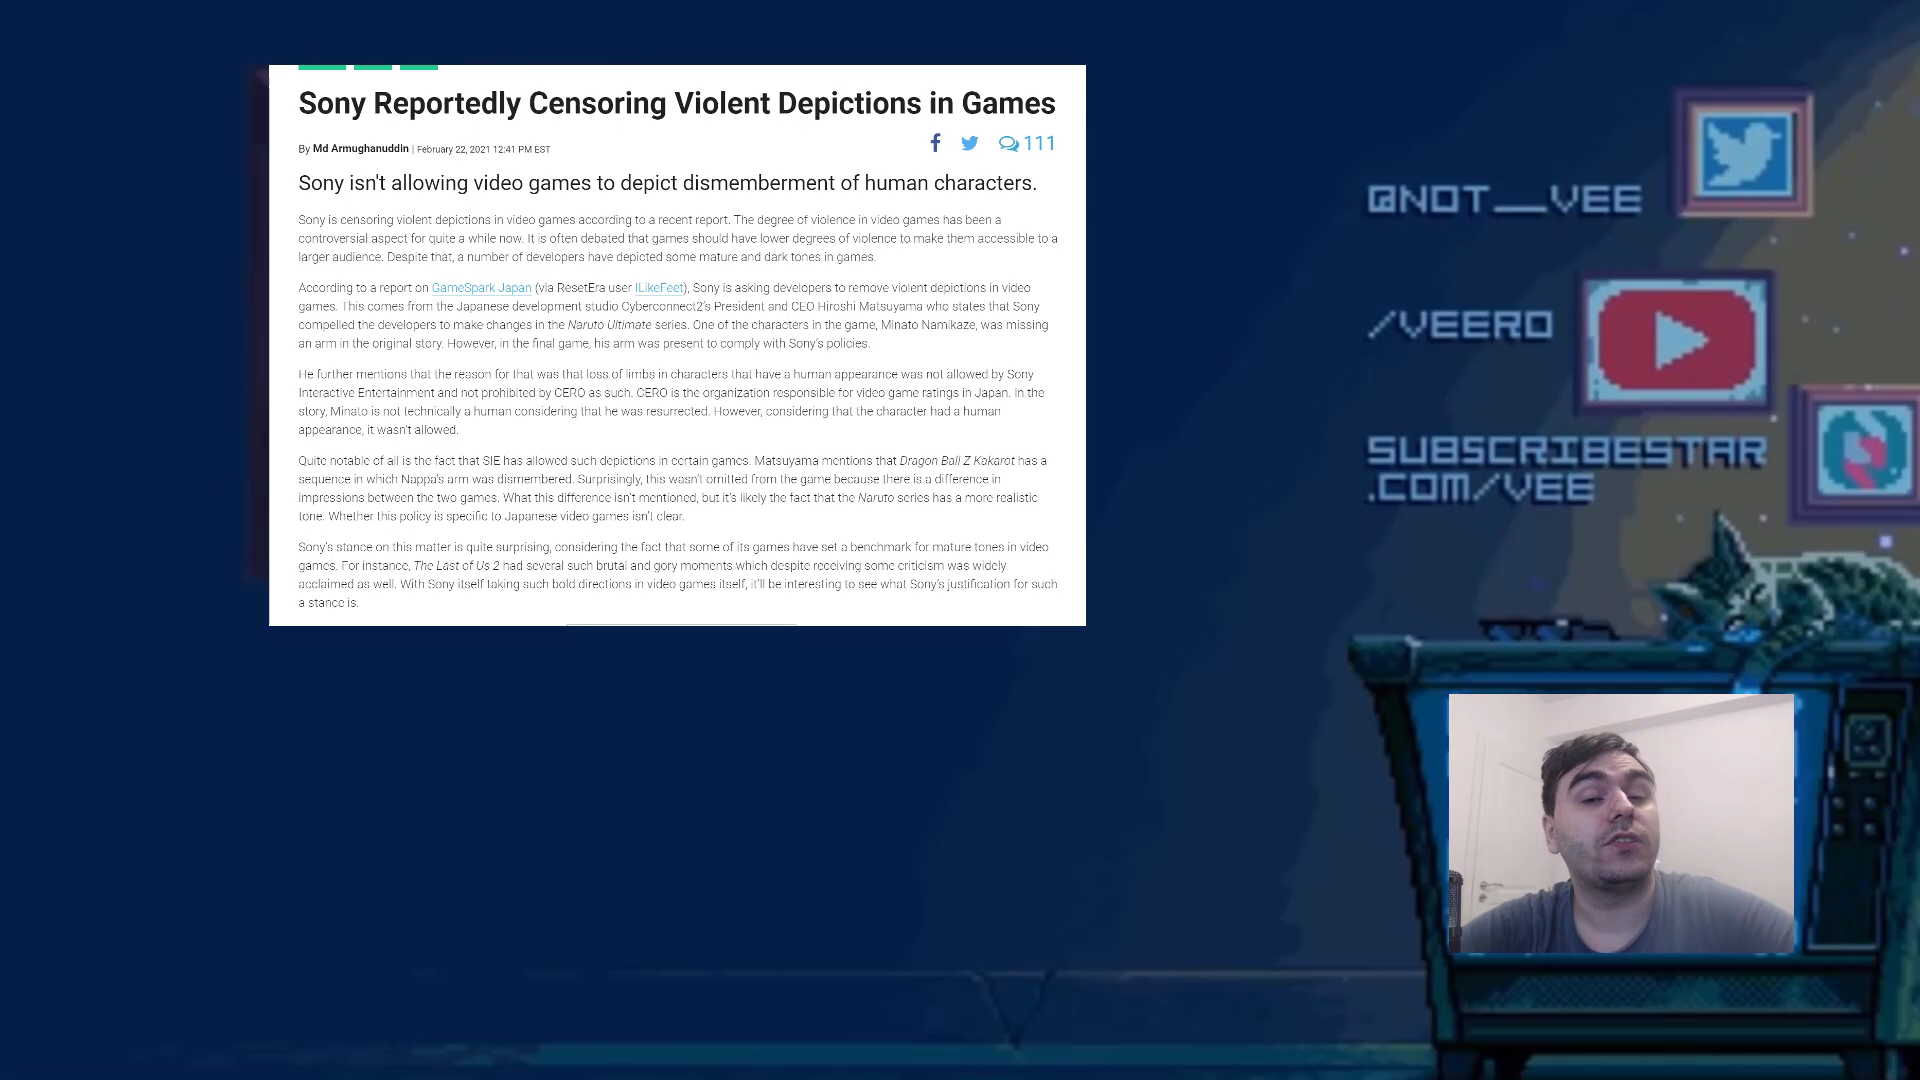 Sony Reportedly Censoring Violent Depictions in Games
By Md Armughanuddin | February 22, 2021 12:41 PM EST
111
Sony isn't allowing video games to depict dismemberment of human characters.
Sony is censoring violent depictions in video games according to a recent report. The degree of violence in video games has been a
controversial aspect for quite a while now. It is often debated that games should have lower degrees of violence to make them accessible to a
larger audience. Despite that, a number of developers have depicted some mature and dark tones in games.
According to a report on GameSpark Japan (via ResetEra user ILikeFeet), Sony is asking developers to remove violent depictions in video
games. This comes from the Japanese development studio Cyberconnect2's President and CEO Hiroshi Matsuyama who states that Sony
compelled the developers to make changes in the Naruto Ultimate series. One of the characters in the game, Minato Namikaze, was missing
an arm in the original story. However, in the final game, his arm was present to comply with Sony's policies.
He further mentions that the reason for that was that loss of limbs in characters that have a human appearance was not allowed by Sony
Interactive Entertainment and not prohibited by CERO as such. CERO is the organization responsible for video game ratings in Japan. In the
story, Minato is not technically a human considering that he was resurrected. However, considering that the character had a human
appearance, it wasn't allowed.
Quite notable of all is the fact that SIE has allowed such depictions in certain games. Matsuyama mentions that Dragon Ball Z Kakarot has a
sequence in which Nappa's arm was dismembered. Surprisingly, this wasn't omitted from the game because there is a difference in
impressions between the two games. What this difference isn't mentioned, but it's likely the fact that the Naruto series has a more realistic
tone. Whether this policy is specific to Japanese video games isn't clear.
Sony's stance on this matter is quite surprising, considering the fact that some of its games have set a benchmark for mature tones in video
games. For instance, The Last of Us 2 had several such brutal and gory moments which despite receiving some criticism was widely
acclaimed as well. With Sony itself taking such bold directions in video games itself, it'll be interesting to see what Sony's justification for such
a stance is.
@NOT__VEE
/VEERO
SUBSCRIBESTAR
.COM/VEE